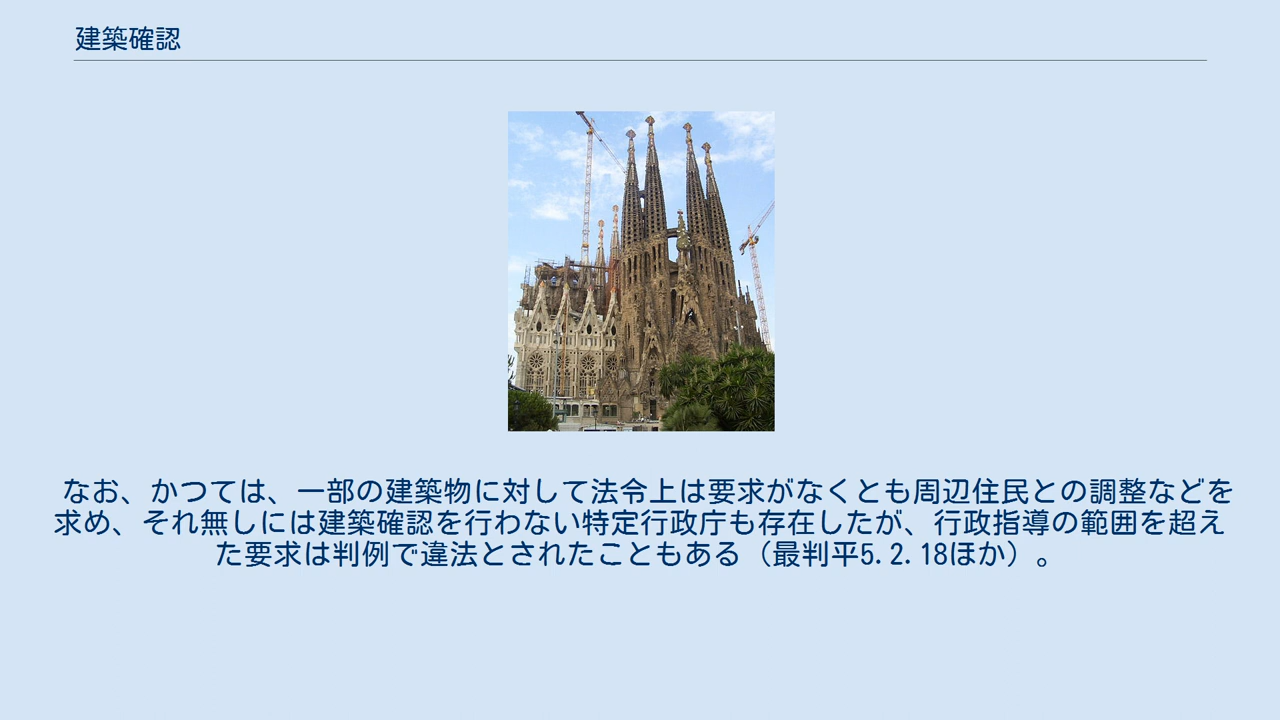 建築確認
なお、かつては、一部の建築物に対して法令上は要求がなくとも周辺住民との調整などを
求め、それ無しには建築確認を行わない特定行政庁も存在したが、行政指導の範囲を超え
た要求は判例で違法とされたこともある（最判平5.2.18ほか）。